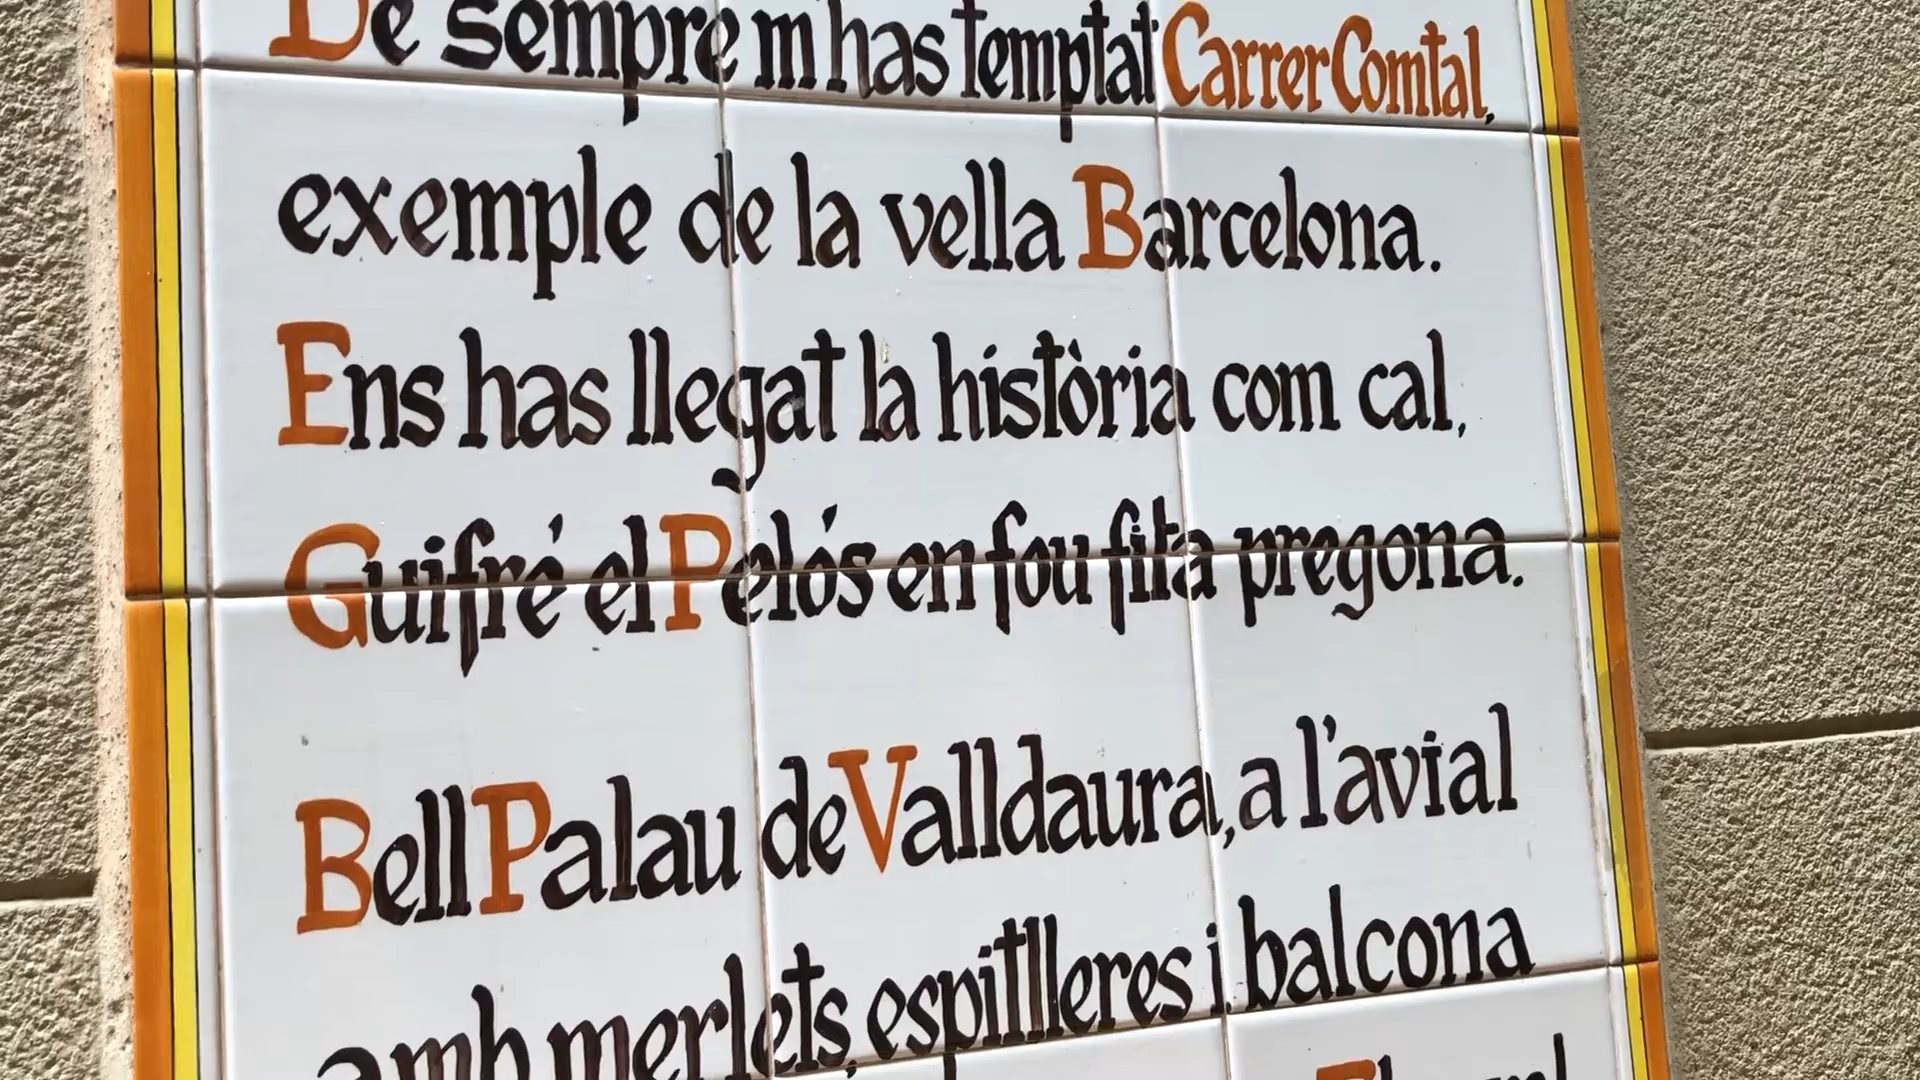 De sempre m'has temptat Carrer Comtal,
exemple de la vella Barcelona.
Ens has llegat la història com cal,
Guifré el Pelós en fou fita pregona.
Bell Palau de Valldaura, a l'avial
amb merlets, espitlleres i balcona